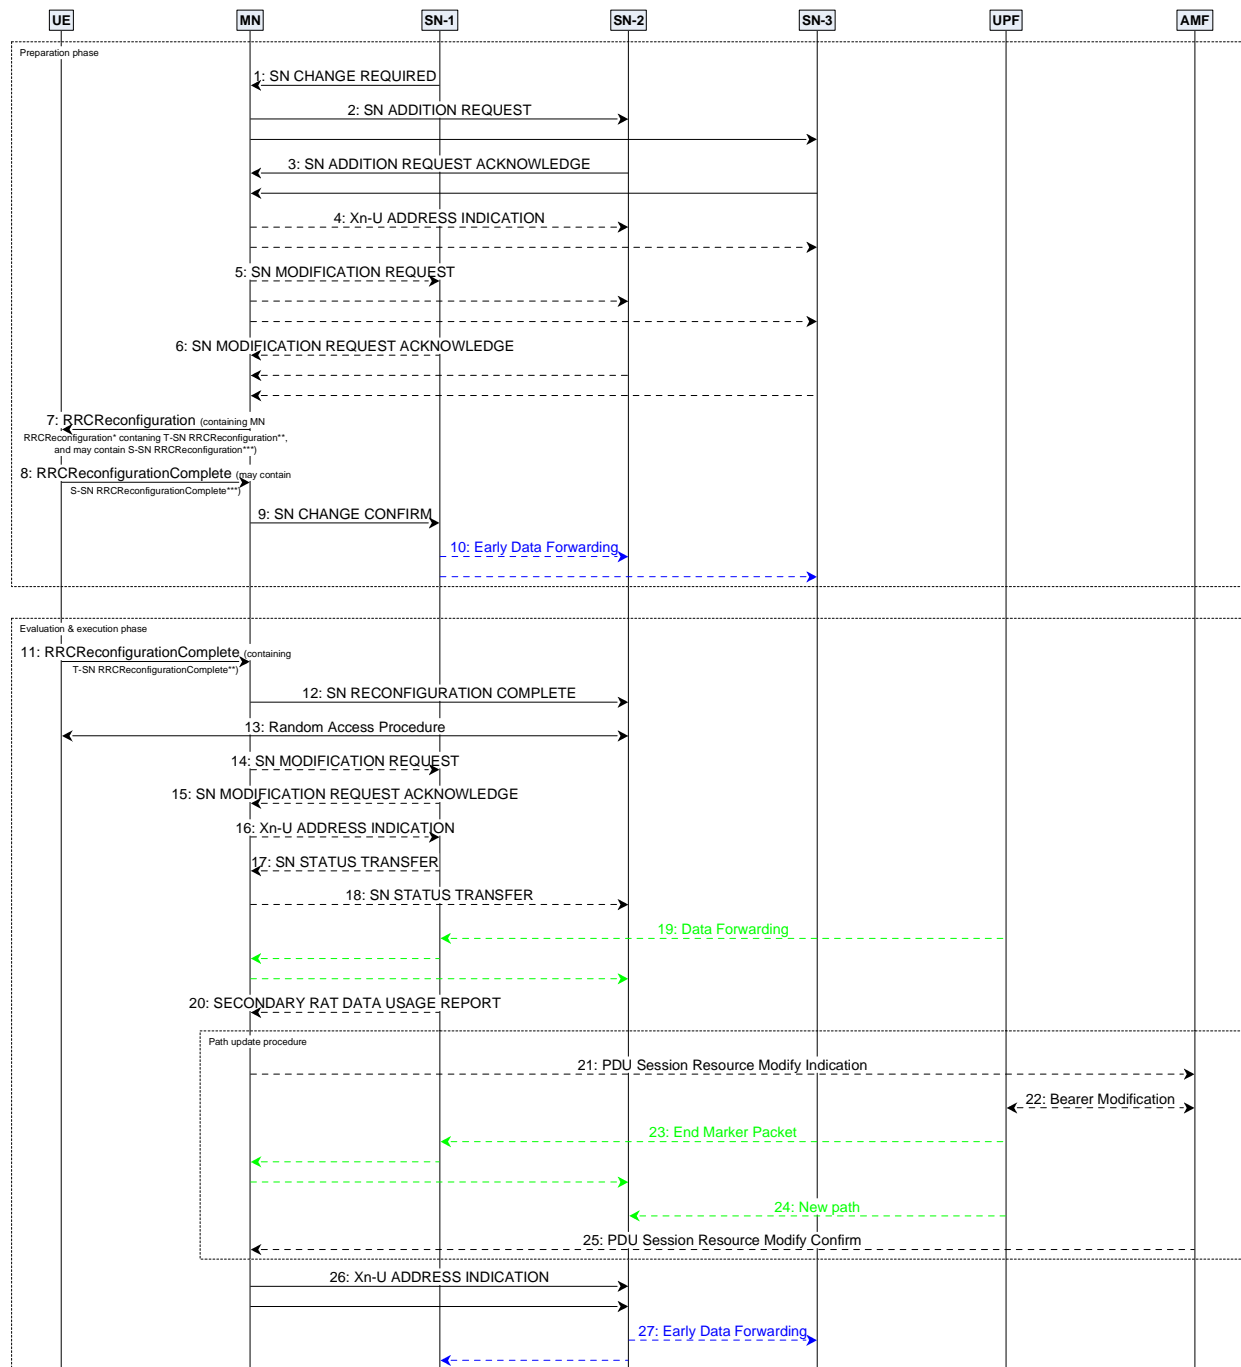 UE MN SN-1 SN-2 SN-3 UPF AMF
Preparation phase
1: SN CHANGE REQUIRED
2: SN ADDITION REQUEST
3: SN ADDITION REQUEST ACKNOWLEDGE
4: Xn-U ADDRESS INDICATION
5: SN MODIFICATION REQUEST
6: SN MODIFICATION REQUEST ACKNOWLEDGE
7: RRCReconfiguration (containing MN
RRCReconfiguration* contaning T-SN RRCReconfiguration**,
and may contain S-SN RRCReconfiguration***)
8: RRCReconfigurationComplete (may contain
S-SN RRCReconfigurationComplete***)
9: SN CHANGE CONFIRM
10: Early Data Forwarding
Evaluation & execution phase
11: RRCReconfigurationComplete (containing
T-SN RRCReconfigurationComplete**)
12: SN RECONFIGURATION COMPLETE
13: Random Access Procedure
14: SN MODIFICATION REQUEST
15: SN MODIFICATION REQUEST ACKNOWLEDGE
16: Xn-U ADDRESS INDICATION
17: SN STATUS TRANSFER
18: SN STATUS TRANSFER
19: Data Forwarding
20: SECONDARY RAT DATA USAGE REPORT
Path update procedure
21: PDU Session Resource Modify Indication
22: Bearer Modification
23: End Marker Packet
24: New path
25: PDU Session Resource Modify Confirm
26: Xn-U ADDRESS INDICATION
27: Early Data Forwarding